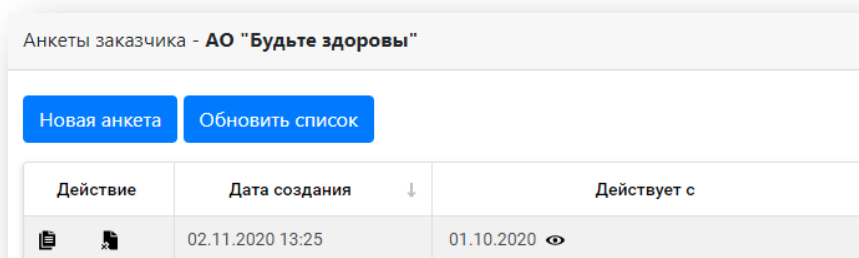 Анкеты заказчика - АО "Будьте здоровы"
Новая анкета Обновить список
Действие Дата создания ↓ Действует с
02.11.2020 13:25 01.10.2020